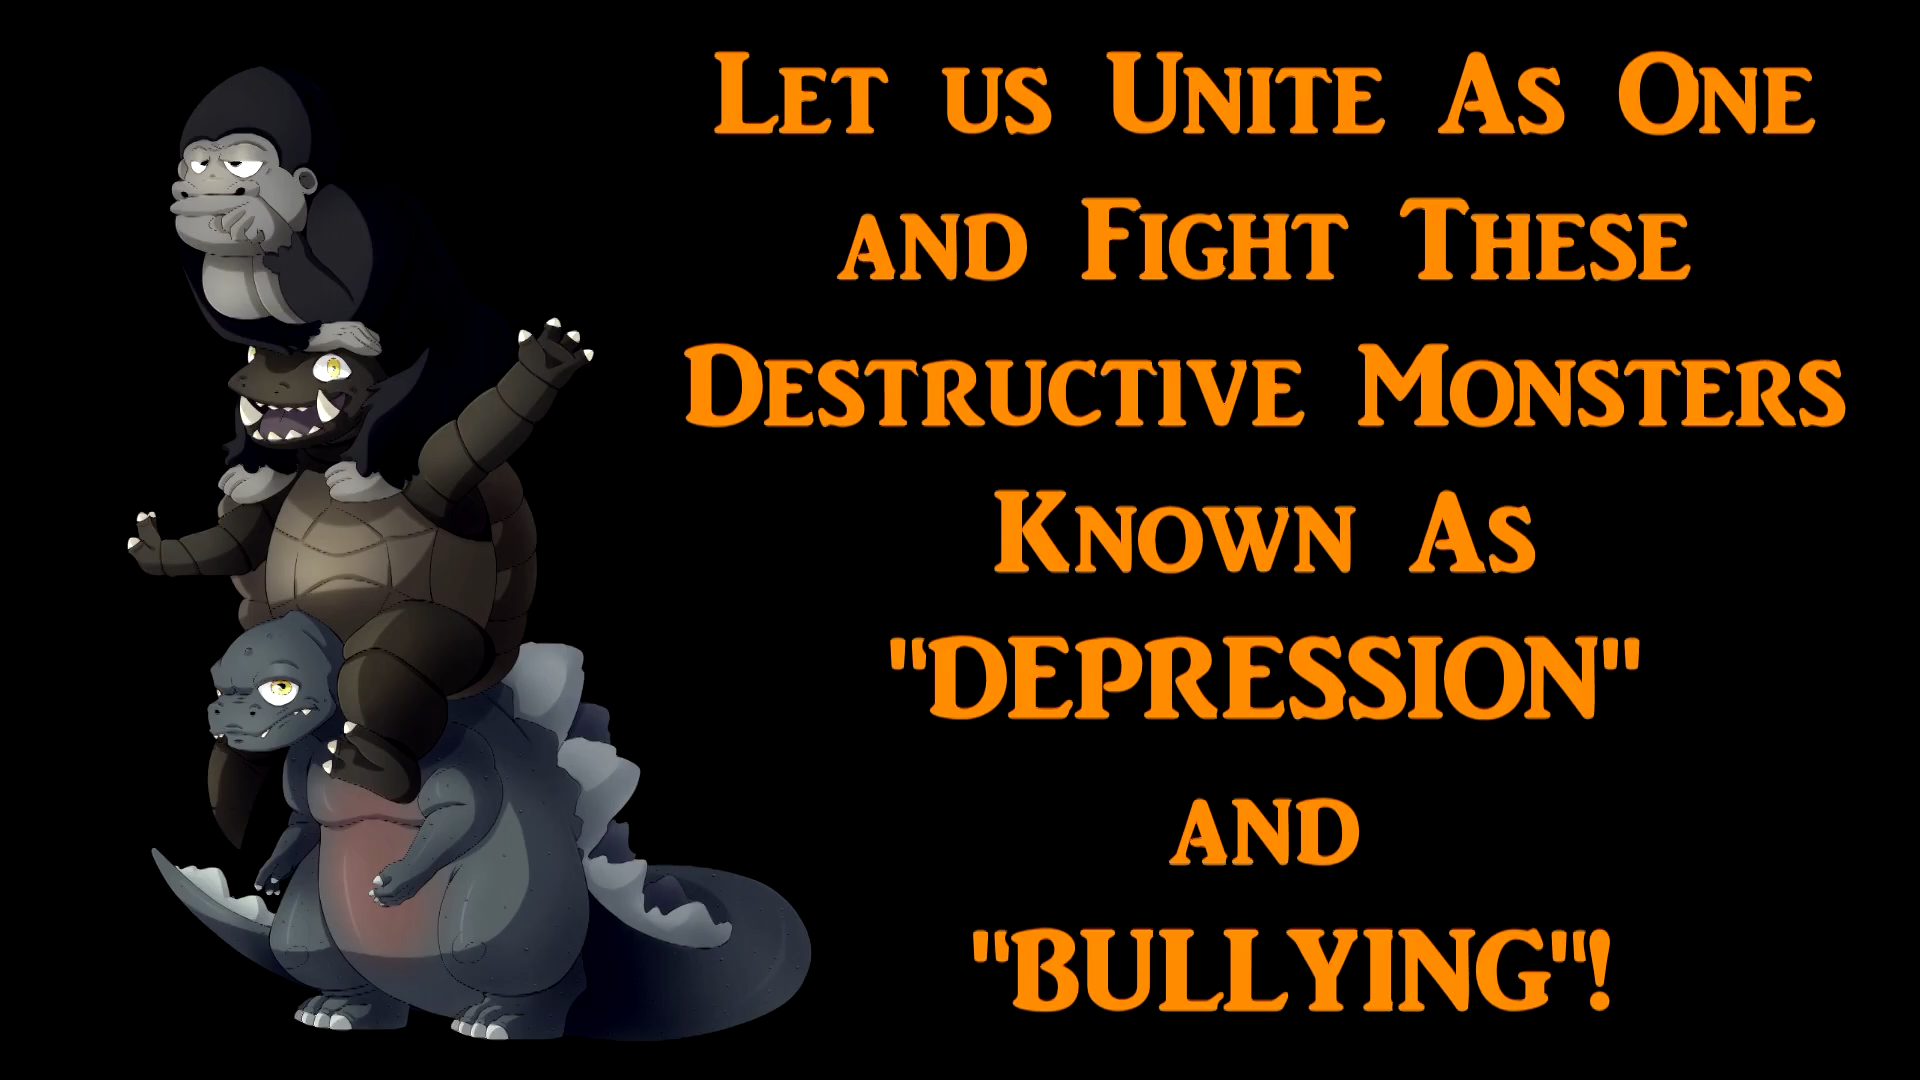 Let us Unite As One
and Fight These
Destructive Monsters
Known As
"DEPRESSION"
and
"BULLYING"!